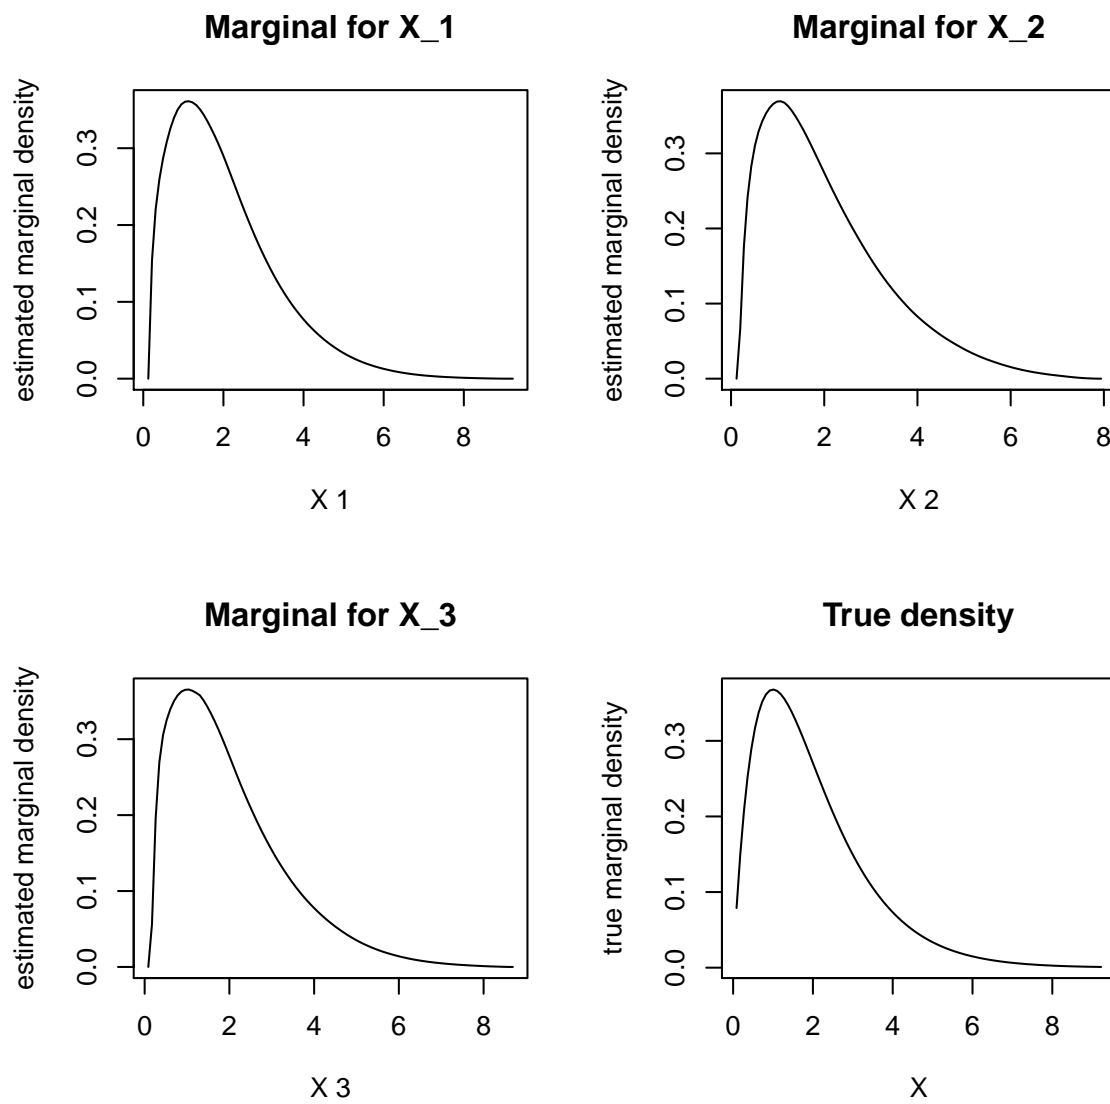 Marginal for X_1
estimated marginal density
0.0 0.1 0.2 0.3
0 2 4 6 8
X 1
Marginal for X_2
estimated marginal density
0.0 0.1 0.2 0.3
0 2 4 6 8
X 2
Marginal for X_3
estimated marginal density
0.0 0.1 0.2 0.3
0 2 4 6 8
X 3
True density
true marginal density
0.0 0.1 0.2 0.3
0 2 4 6 8
X